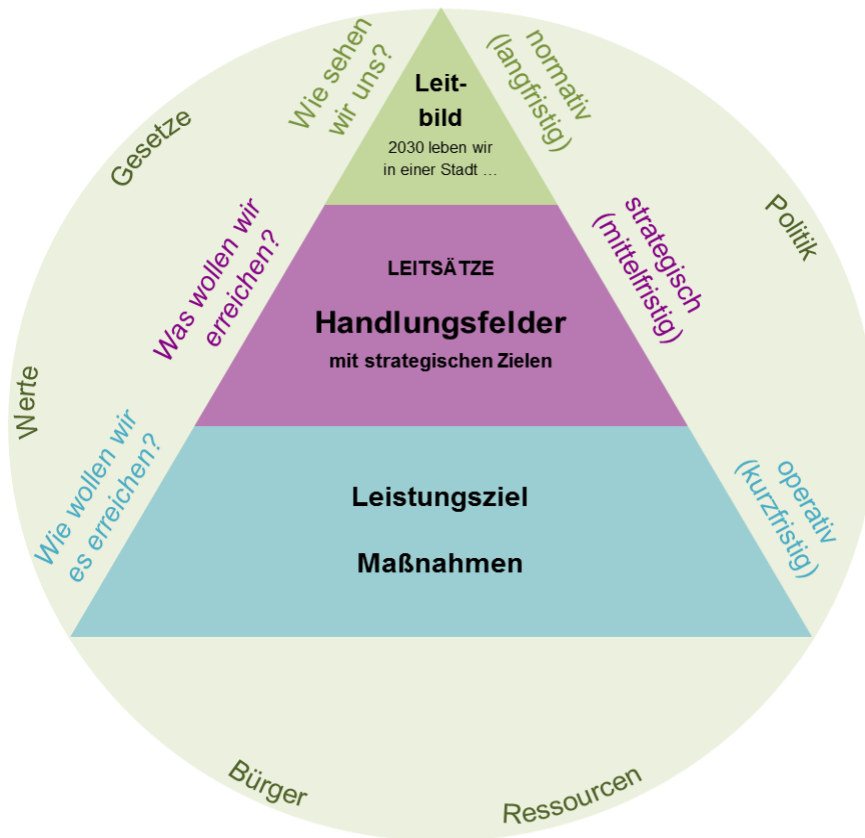 Wie sehen
wir uns?
normativ
(langfristig)
Leit-
bild
2030 leben wir
in einer Stadt ...
Gesetze
Politik
Was wollen wir
erreichen?
strategisch
(mittelfristig)
LEITSÄTZE
Handlungsfelder
mit strategischen Zielen
Werte
Wie wollen wir
es erreichen?
operativ
(kurzfristig)
Leistungsziel
Maßnahmen
Bürger
Ressourcen